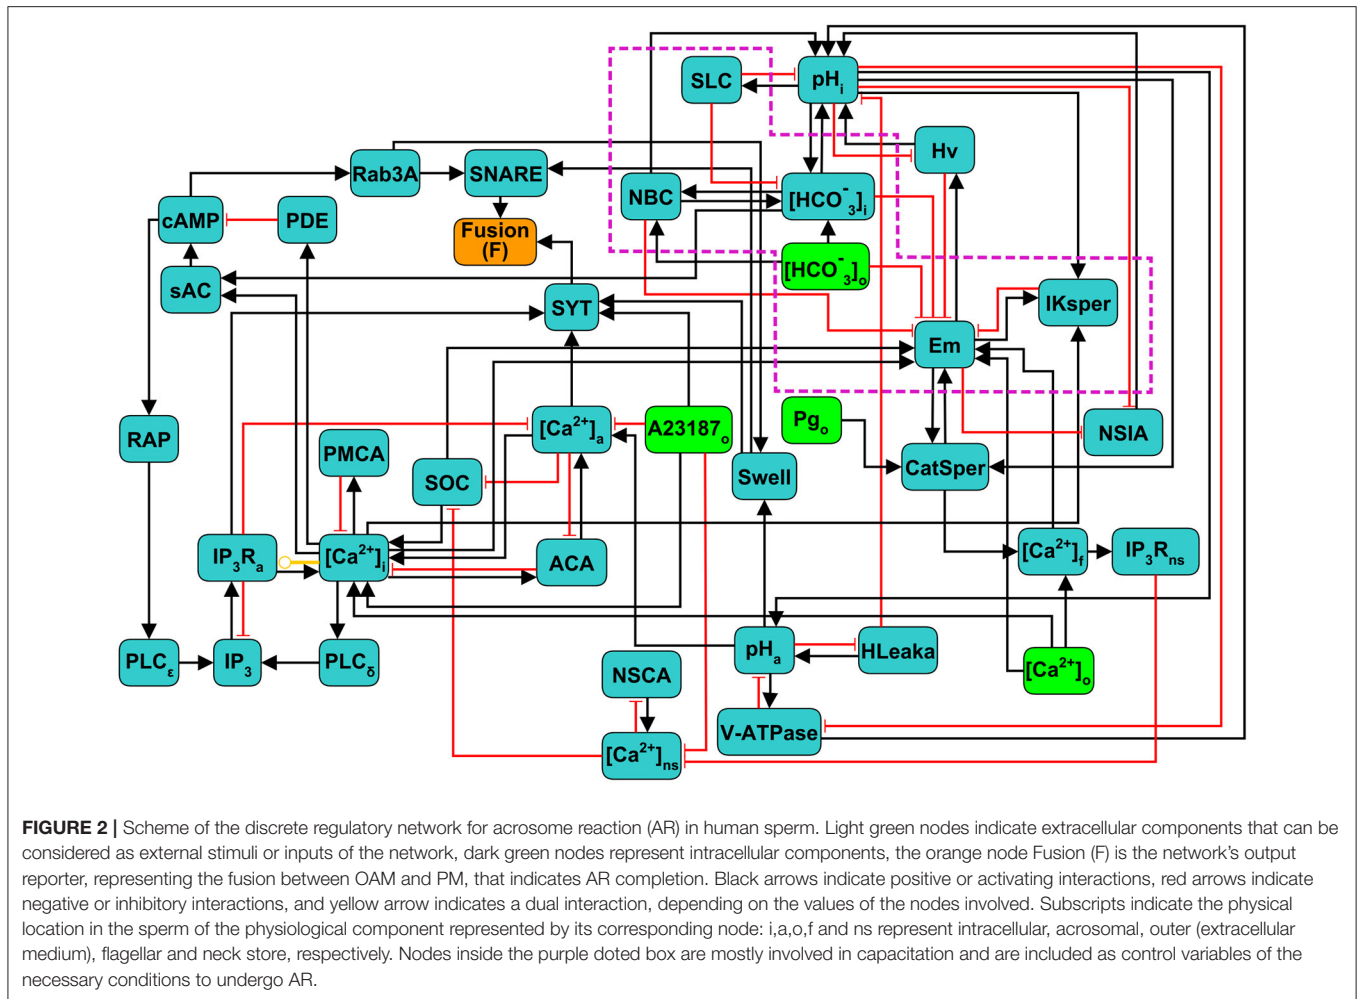 SLC
pHᵢ
Hv
Rab3A
SNARE
NBC
[HCO⁻₃]ᵢ
cAMP
PDE
Fusion
(F)
[HCO⁻₃]ₒ
sAC
SYT
IKsper
Em
RAP
PMCA
[Ca²⁺]ₐ
A23187ₒ
Pgₒ
NSIA
SOC
Swell
CatSper
IP₃Rₐ
[Ca²⁺]ᵢ
ACA
[Ca²⁺]f
IP₃Rns
PLCε
IP₃
PLCδ
pHₐ
HLeaka
NSCA
[Ca²⁺]ₒ
V-ATPase
[Ca²⁺]ns
FIGURE 2 | Scheme of the discrete regulatory network for acrosome reaction (AR) in human sperm. Light green nodes indicate extracellular components that can be
considered as external stimuli or inputs of the network, dark green nodes represent intracellular components, the orange node Fusion (F) is the network's output
reporter, representing the fusion between OAM and PM, that indicates AR completion. Black arrows indicate positive or activating interactions, red arrows indicate
negative or inhibitory interactions, and yellow arrow indicates a dual interaction, depending on the values of the nodes involved. Subscripts indicate the physical
location in the sperm of the physiological component represented by its corresponding node: i,a,o,f and ns represent intracellular, acrosomal, outer (extracellular
medium), flagellar and neck store, respectively. Nodes inside the purple doted box are mostly involved in capacitation and are included as control variables of the
necessary conditions to undergo AR.